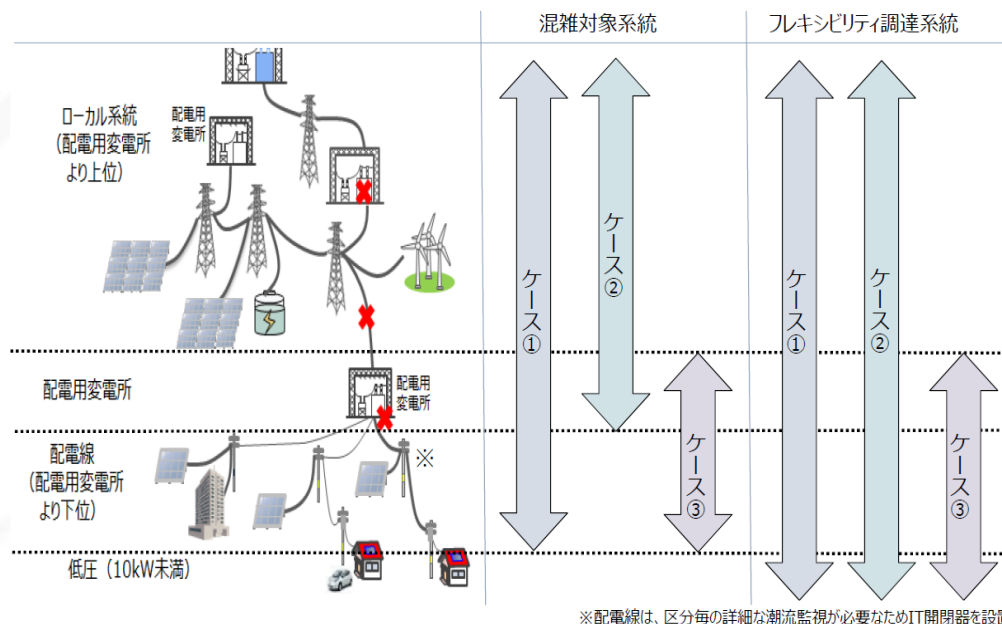 混雑対象系統
フレキシビリティ調達系統
ローカル系統
(配電用変電所
より上位)
配電用
変電所
ケース①
ケース②
ケース①
ケース②
配電用変電所
配電用
変電所
ケース③
ケース③
配電線
(配電用変電所
より下位)
※
低圧(10kW未満)
※配電線は、区分毎の詳細な潮流監視が必要なためIT開閉器を設置